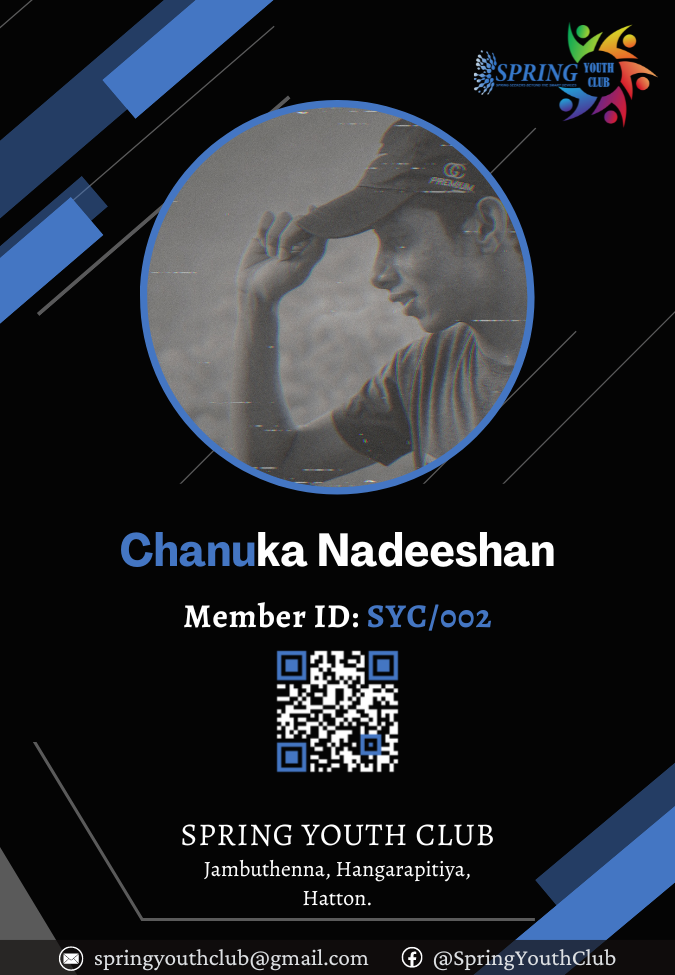 SPRING
YOUTH
CLUB
PREMIUM
Chanuka Nadeeshan
Member ID: SYC/002
SPRING YOUTH CLUB
Jambuthenna, Hangarapitiya,
Hatton.
springyouthclub@gmail.com
@SpringYouthClub